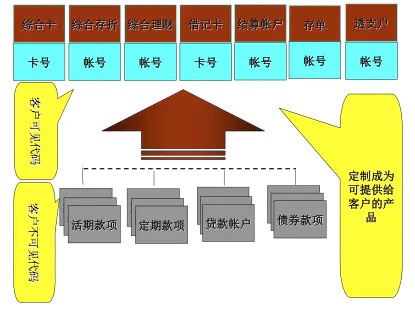 综合卡 综合存折 综合理财 借记卡 结算帐户 存单 透支户
卡号 帐号 帐号 卡号 帐号 帐号 帐号
客户可见代码
定制成为
可提供给
客户的产
品
客户不可见代码
活期款项 定期款项 贷款帐户 债券款项